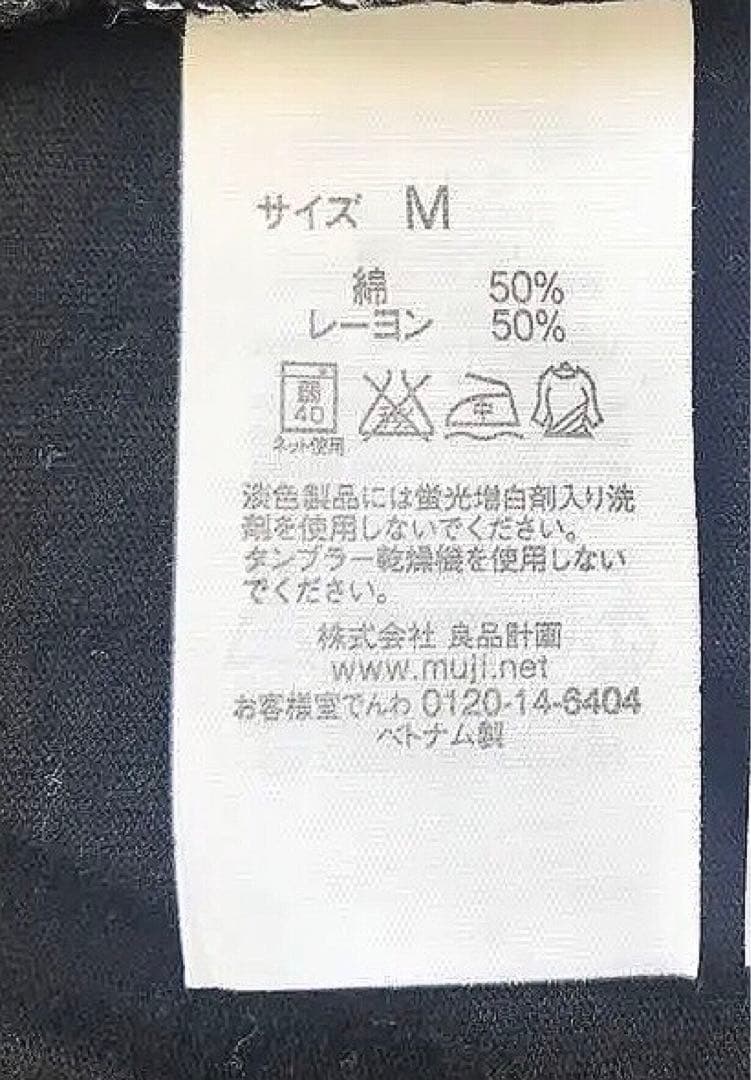 サイズ M
綿 50%
レーヨン 50%
弱
40
中
ネット使用
淡色製品には蛍光増白剤入り洗
剤を使用しないでください。
タンブラー乾燥機を使用しない
でください。
株式会社 良品計画
www.muji.net
お客様室でんわ 0120-14-6404
ベトナム製